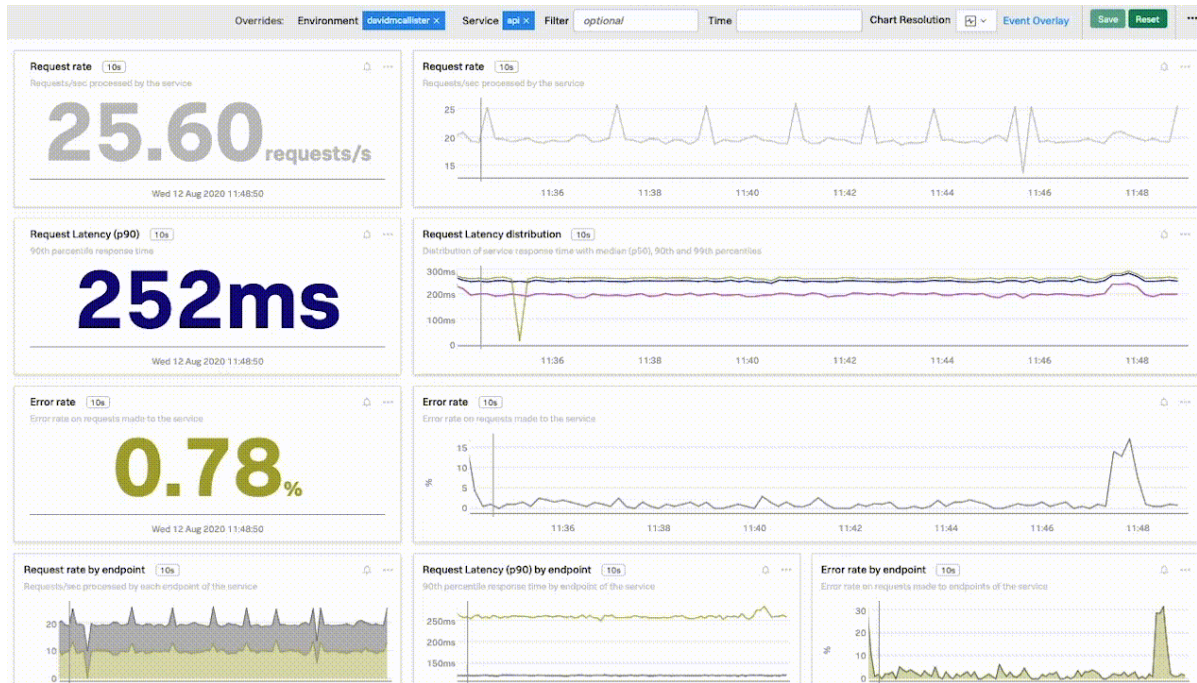 Overrides: Environment davidmcallister × Service api × Filter optional Time Chart Resolution Event Overlay Save Reset
Request rate 10s
Requests/sec processed by the service
25.60 requests/s
Wed 12 Aug 2020 11:48:50
Request rate 10s
Requests/sec processed by the service
25
20
15
11:36 11:38 11:40 11:42 11:44 11:46 11:48
Request Latency (p90) 10s
90th percentile response time
252ms
Wed 12 Aug 2020 11:48:50
Request Latency distribution 10s
Distribution of service response time with median (p50), 90th and 99th percentiles
300ms
200ms
100ms
0
11:36 11:38 11:40 11:42 11:44 11:46 11:48
Error rate 10s
Error rate on requests made to the service
0.78%
Wed 12 Aug 2020 11:48:50
Error rate 10s
Error rate on requests made to the service
%
15
10
5
0
11:36 11:38 11:40 11:42 11:44 11:46 11:48
Request rate by endpoint 10s
Requests/sec processed by each endpoint of the service
20
10
0
Request Latency (p90) by endpoint 10s
90th percentile response time by endpoint of the service
250ms
200ms
150ms
Error rate by endpoint 10s
Error rate on requests made to endpoints of the service
%
30
20
10
0